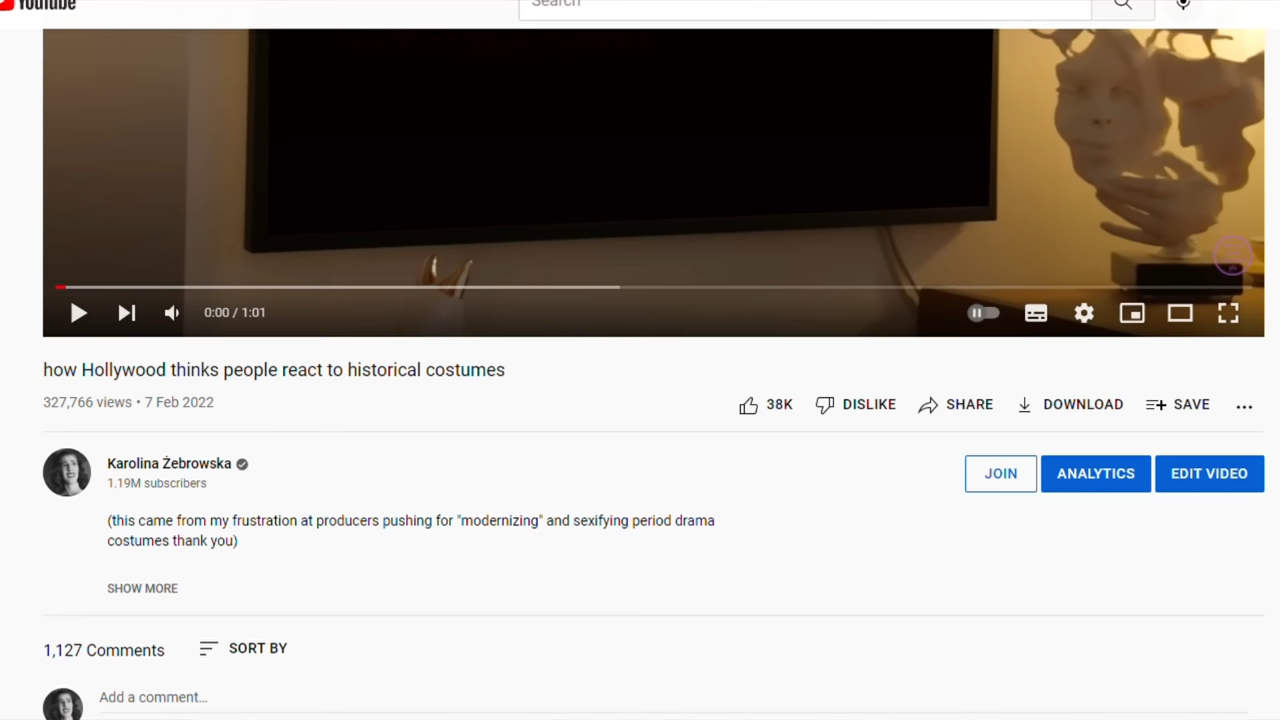 YouTube
Search
0:00 / 1:01
how Hollywood thinks people react to historical costumes
327,766 views • 7 Feb 2022
38K DISLIKE SHARE DOWNLOAD SAVE
Karolina Żebrowska
1.19M subscribers
JOIN ANALYTICS EDIT VIDEO
(this came from my frustration at producers pushing for "modernizing" and sexifying period drama
costumes thank you)
SHOW MORE
1,127 Comments SORT BY
Add a comment...